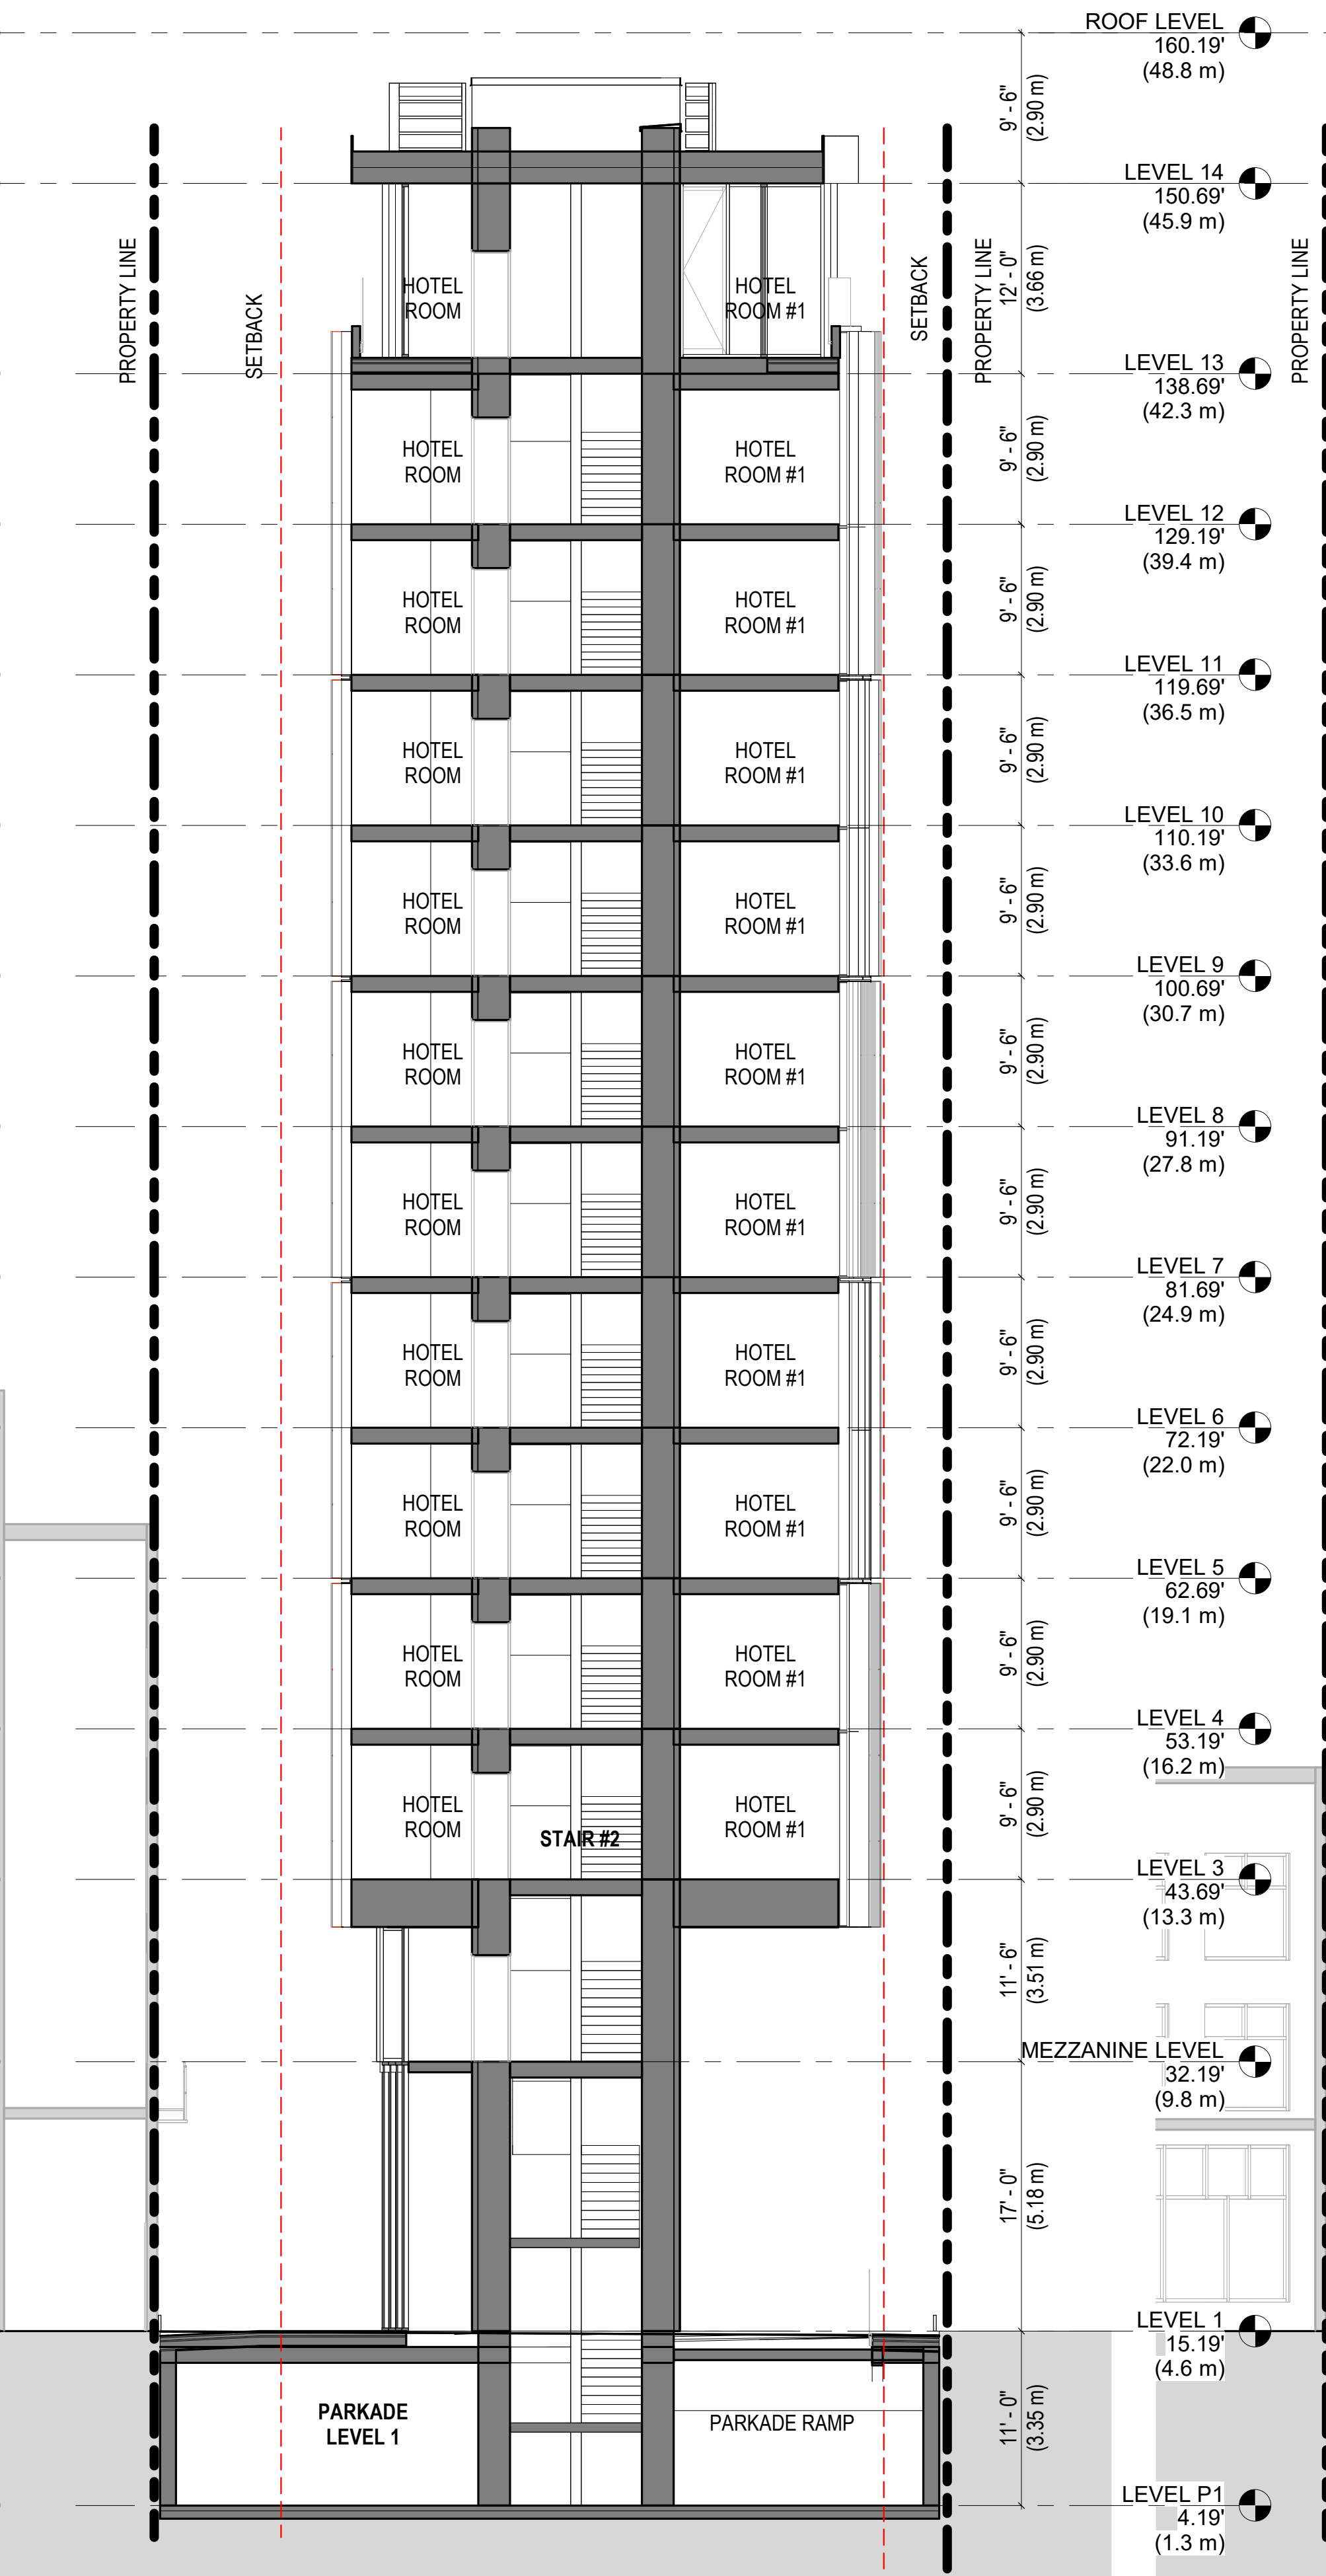 ROOF LEVEL
160.19'
(48.8 m)
9' - 6"
(2.90 m)
LEVEL 14
150.69'
(45.9 m)
PROPERTY LINE
SETBACK
HOTEL
ROOM
HOTEL
ROOM #1
SETBACK
PROPERTY LINE
12' - 0"
(3.66 m)
PROPERTY LINE
LEVEL 13
138.69'
(42.3 m)
HOTEL
ROOM
HOTEL
ROOM #1
9' - 6"
(2.90 m)
LEVEL 12
129.19'
(39.4 m)
HOTEL
ROOM
HOTEL
ROOM #1
9' - 6"
(2.90 m)
LEVEL 11
119.69'
(36.5 m)
HOTEL
ROOM
HOTEL
ROOM #1
9' - 6"
(2.90 m)
LEVEL 10
110.19'
(33.6 m)
HOTEL
ROOM
HOTEL
ROOM #1
9' - 6"
(2.90 m)
LEVEL 9
100.69'
(30.7 m)
HOTEL
ROOM
HOTEL
ROOM #1
9' - 6"
(2.90 m)
LEVEL 8
91.19'
(27.8 m)
HOTEL
ROOM
HOTEL
ROOM #1
9' - 6"
(2.90 m)
LEVEL 7
81.69'
(24.9 m)
HOTEL
ROOM
HOTEL
ROOM #1
9' - 6"
(2.90 m)
LEVEL 6
72.19'
(22.0 m)
HOTEL
ROOM
HOTEL
ROOM #1
9' - 6"
(2.90 m)
LEVEL 5
62.69'
(19.1 m)
HOTEL
ROOM
HOTEL
ROOM #1
9' - 6"
(2.90 m)
LEVEL 4
53.19'
(16.2 m)
HOTEL
ROOM
STAIR #2
HOTEL
ROOM #1
9' - 6"
(2.90 m)
LEVEL 3
43.69'
(13.3 m)
11' - 6"
(3.51 m)
MEZZANINE LEVEL
32.19'
(9.8 m)
17' - 0"
(5.18 m)
LEVEL 1
15.19'
(4.6 m)
PARKADE
LEVEL 1
PARKADE RAMP
11' - 0"
(3.35 m)
LEVEL P1
4.19'
(1.3 m)